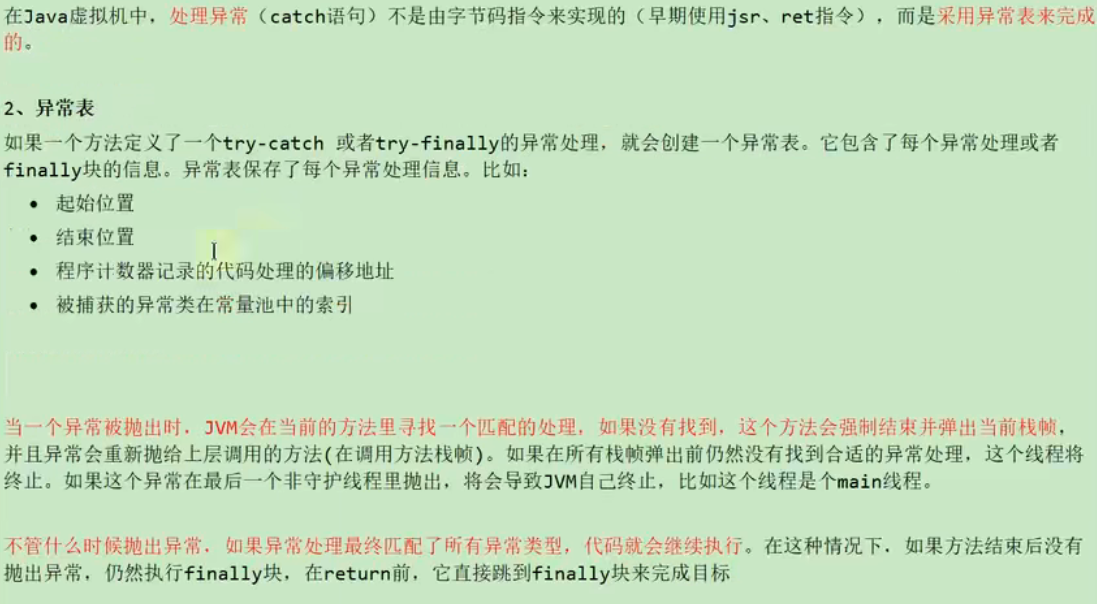 在Java虚拟机中，处理异常（catch语句）不是由字节码指令来实现的（早期使用jsr、ret指令），而是采用异常表来完成
的。
2、异常表
如果一个方法定义了一个try-catch 或者try-finally的异常处理，就会创建一个异常表。它包含了每个异常处理或者
finally块的信息。异常表保存了每个异常处理信息。比如：
• 起始位置
• 结束位置
• 程序计数器记录的代码处理的偏移地址
• 被捕获的异常类在常量池中的索引
当一个异常被抛出时，JVM会在当前的方法里寻找一个匹配的处理，如果没有找到，这个方法会强制结束并弹出当前栈帧，
并且异常会重新抛给上层调用的方法(在调用方法栈帧)。如果在所有栈帧弹出前仍然没有找到合适的异常处理，这个线程将
终止。如果这个异常在最后一个非守护线程里抛出，将会导致JVM自己终止，比如这个线程是个main线程。
不管什么时候抛出异常，如果异常处理最终匹配了所有异常类型，代码就会继续执行。在这种情况下，如果方法结束后没有
抛出异常，仍然执行finally块，在return前，它直接跳到finally块来完成目标